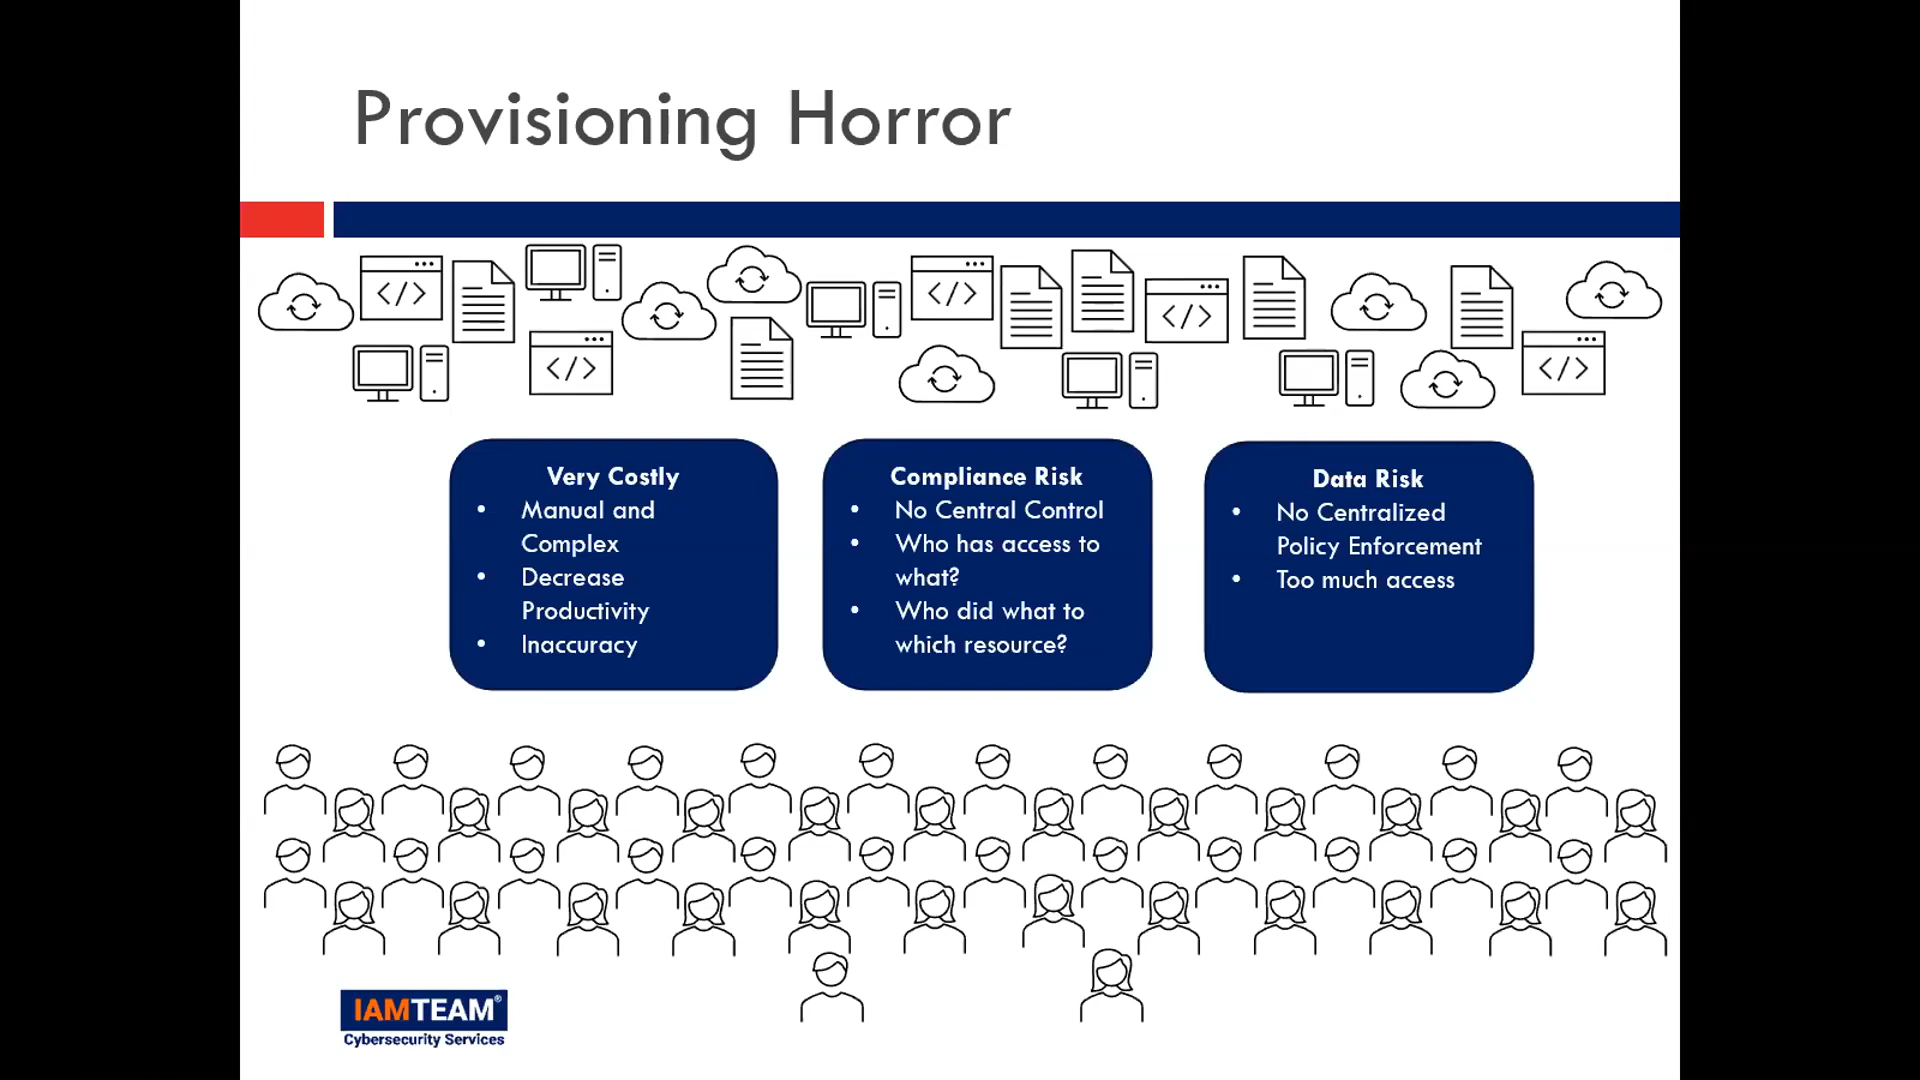 Provisioning Horror
</>
</>
</>
</>
</>
Very Costly
• Manual and
Complex
• Decrease
Productivity
• Inaccuracy
Compliance Risk
• No Central Control
• Who has access to
what?
• Who did what to
which resource?
Data Risk
• No Centralized
Policy Enforcement
• Too much access
IAMTEAM®
Cybersecurity Services